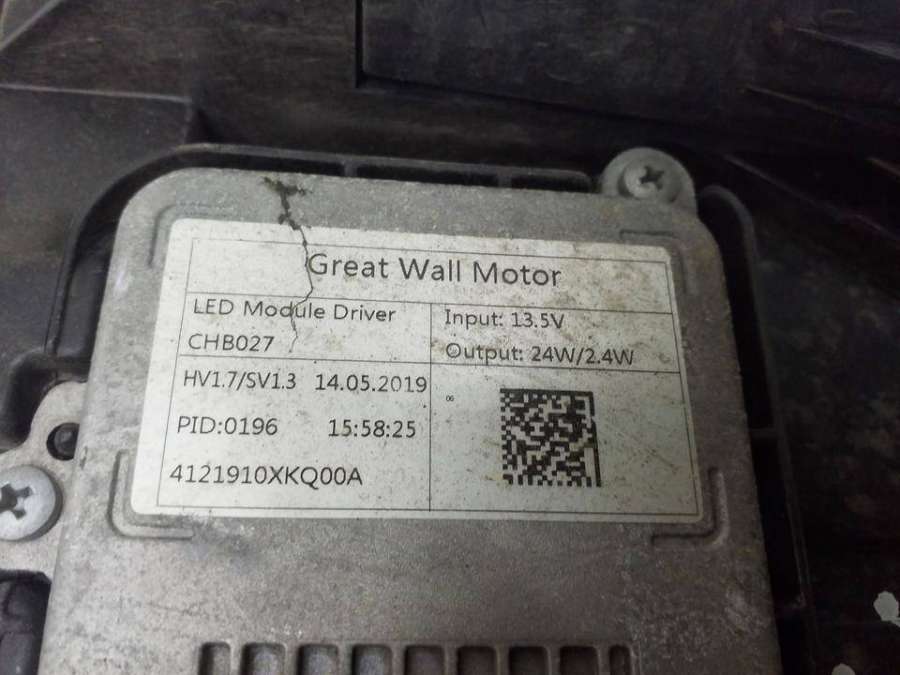 Great Wall Motor
LED Module Driver
CHB027
Input: 13.5V
Output: 24W/2.4W
HV1.7/SV1.3 14.05.2019
PID:0196 15:58:25
4121910XKQ00A
06